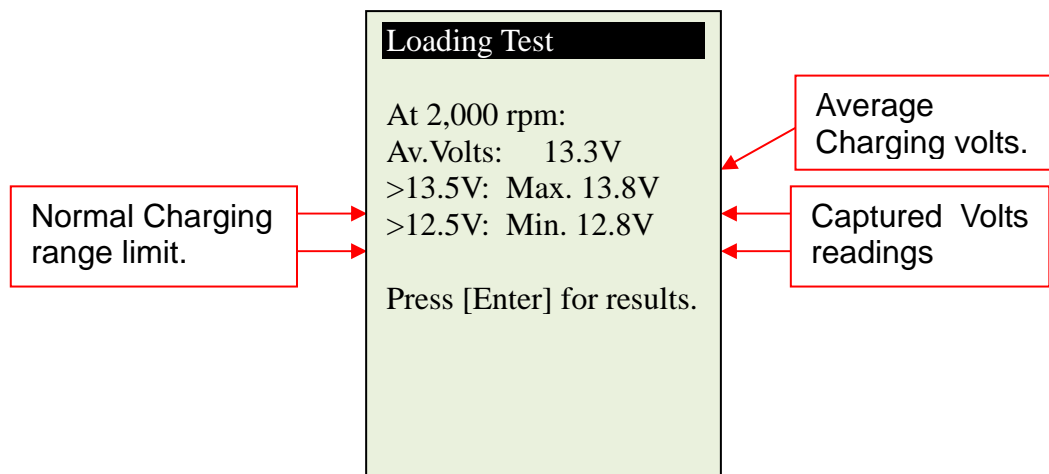 Loading Test
At 2,000 rpm:
Av.Volts: 13.3V
>13.5V: Max. 13.8V
>12.5V: Min. 12.8V
Press [Enter] for results.
Normal Charging
range limit.
Average
Charging volts.
Captured Volts
readings